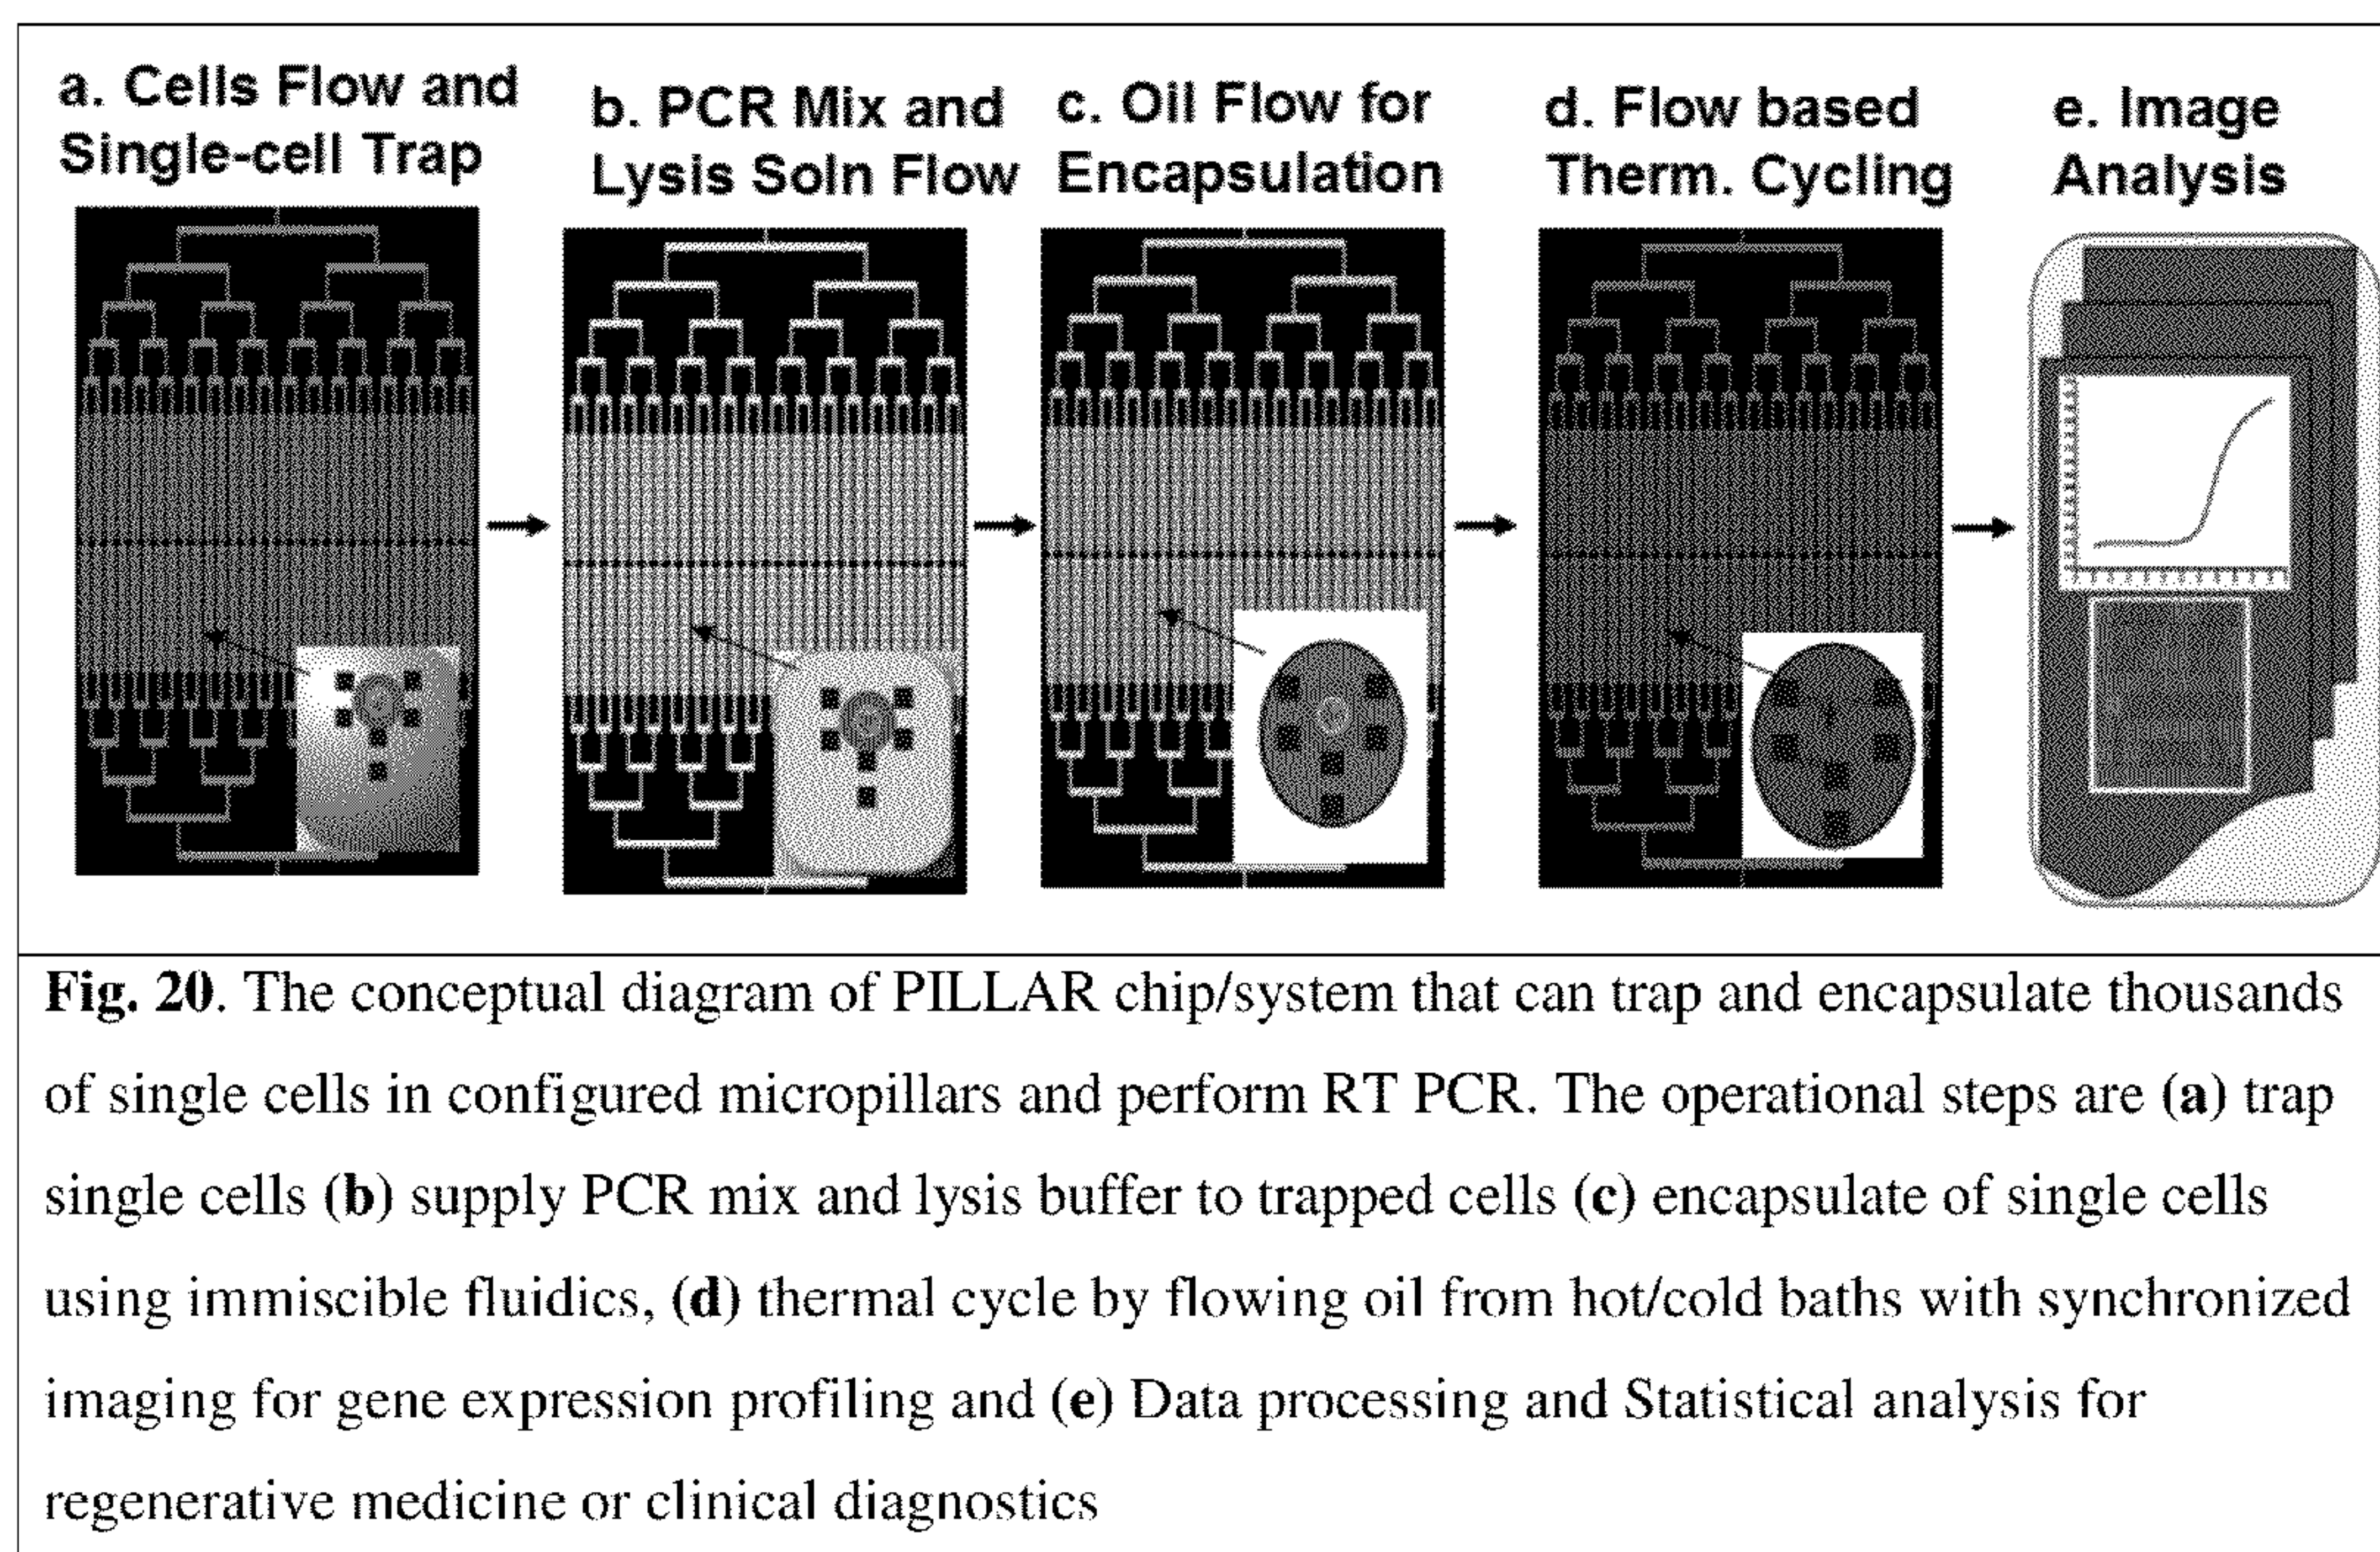 a. Cells Flow and
Single-cell Trap
b. PCR Mix and
Lysis Soln Flow
c. Oil Flow for
Encapsulation
d. Flow based
Therm. Cycling
e. Image
Analysis
Fig. 20. The conceptual diagram of PILLAR chip/system that can trap and encapsulate thousands
of single cells in configured micropillars and perform RT PCR. The operational steps are (a) trap
single cells (b) supply PCR mix and lysis buffer to trapped cells (c) encapsulate of single cells
using immiscible fluidics, (d) thermal cycle by flowing oil from hot/cold baths with synchronized
imaging for gene expression profiling and (e) Data processing and Statistical analysis for
regenerative medicine or clinical diagnostics